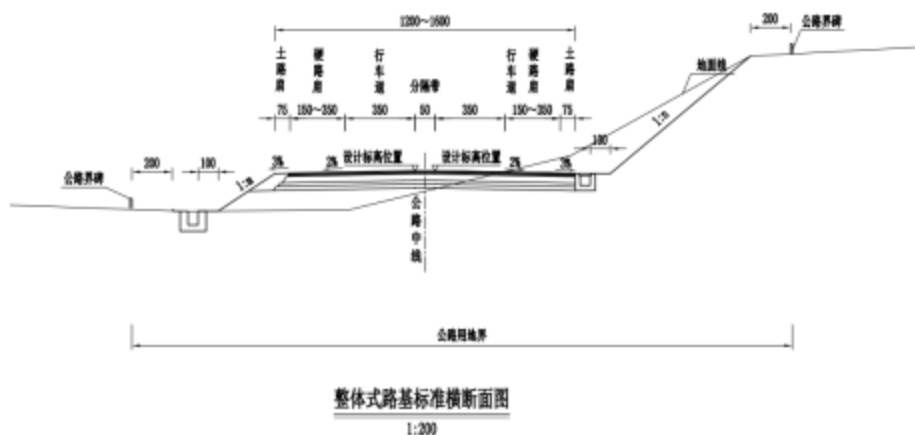 1200~1600
200
公路界碑
土路肩
硬路肩
行车道
分隔带
行车道
硬路肩
土路肩
地面线
75
150~350
350
50
350
150~350
75
1:n
100
3%
2%
设计标高位置
设计标高位置
2%
3%
200
100
1:m
公路界碑
公路中线
公路用地界
整体式路基标准横断面图
1:200